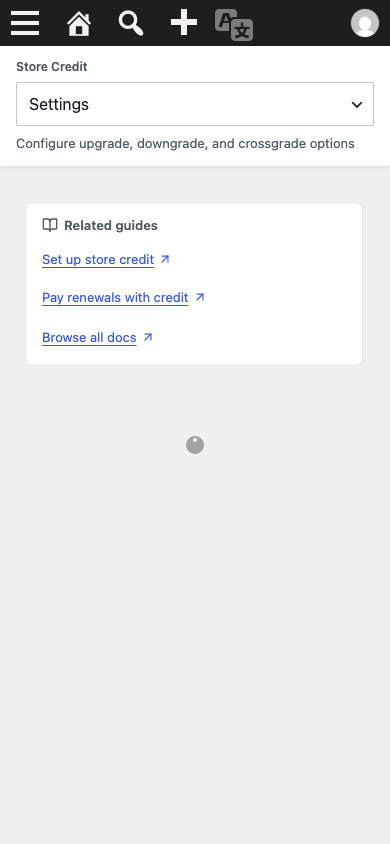 A 文
Store Credit
Settings
Configure upgrade, downgrade, and crossgrade options
Related guides
Set up store credit
Pay renewals with credit
Browse all docs